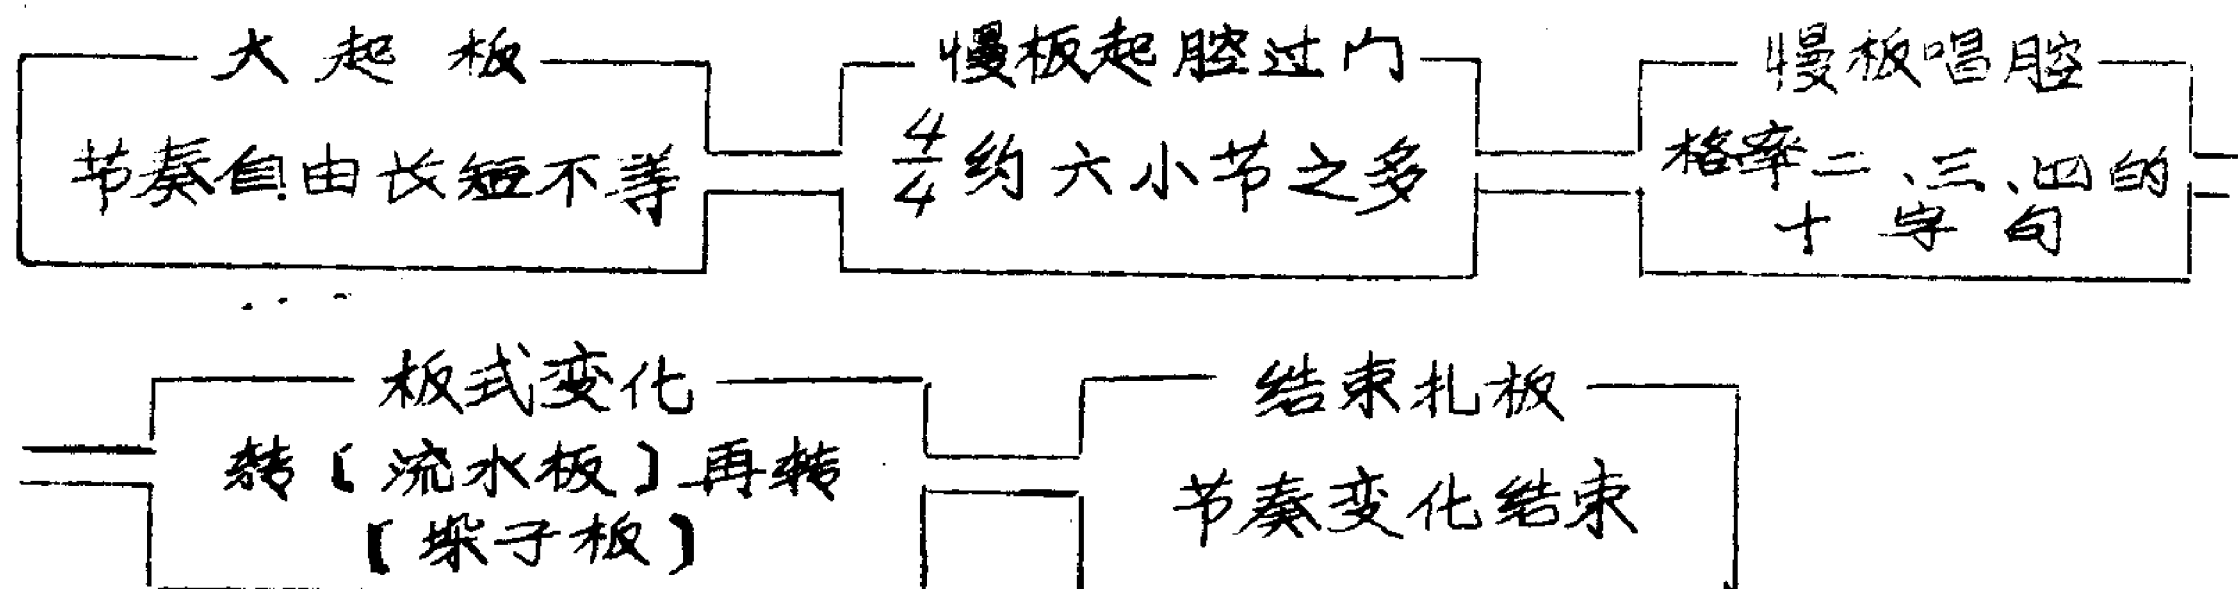 大起板
节奏自由长短不等
慢板起腔过门
4/4约六小节之多
慢板唱腔
格率二、三、四的
十字句
板式变化
转〔流水板〕再转
〔垛子板〕
结束扎板
节奏变化结束